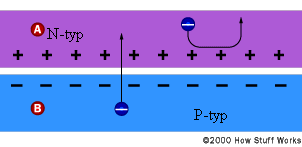 A N-typ
+ + + + + + + + +
− − − − − − − − − − −
B P-typ
©2000 How Stuff Works